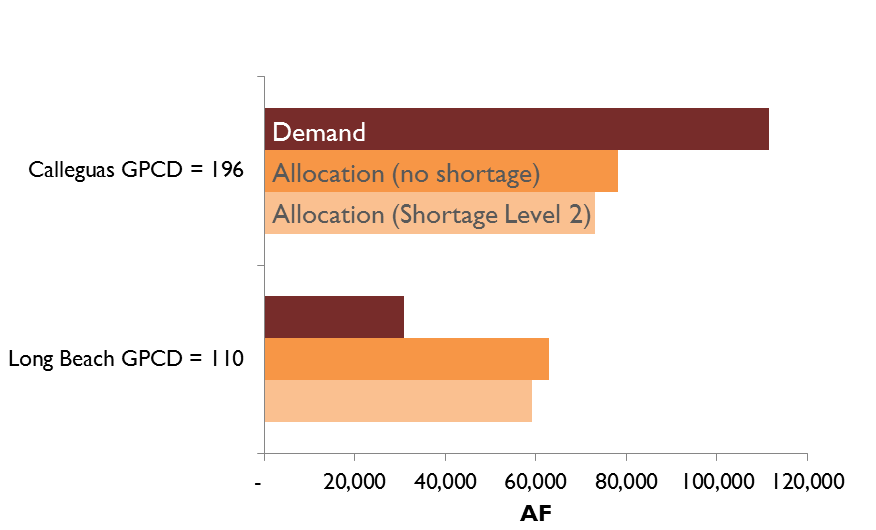 Demand
Calleguas GPCD = 196
Allocation (no shortage)
Allocation (Shortage Level 2)
Long Beach GPCD = 110
- 20,000 40,000 60,000 80,000 100,000 120,000
AF